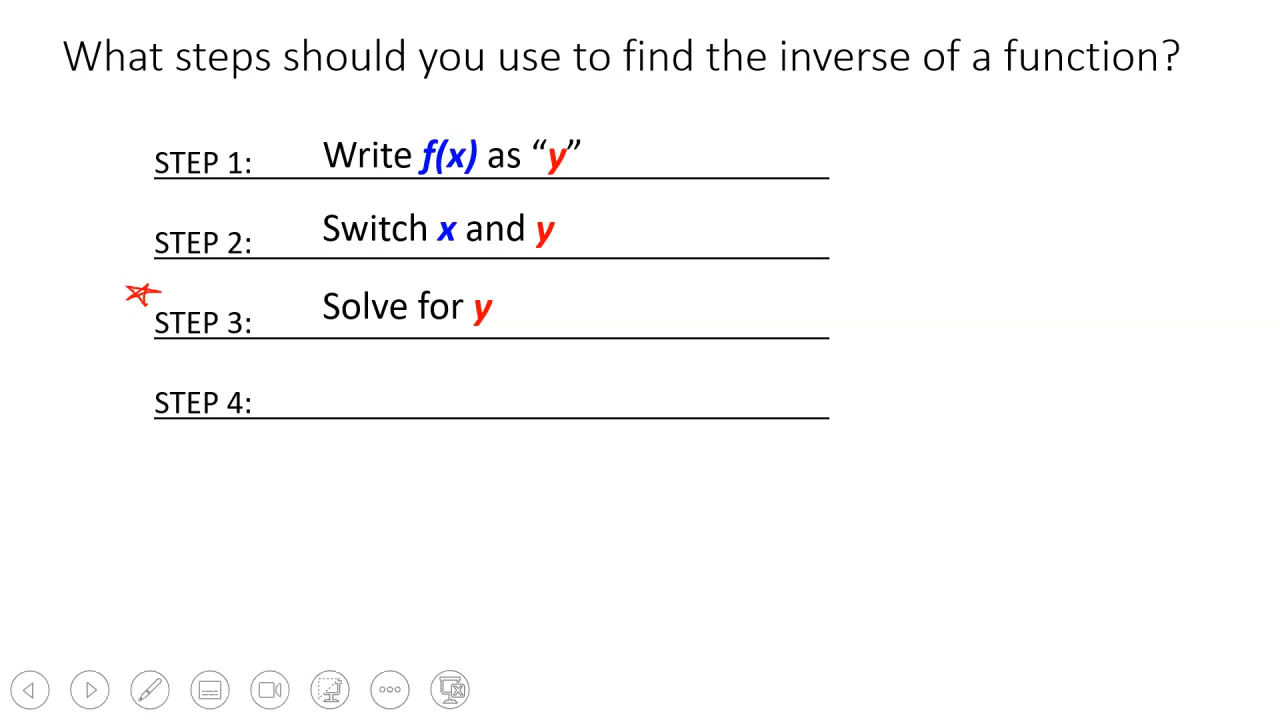 What steps should you use to find the inverse of a function?
STEP 1: Write f(x) as “y”
STEP 2: Switch x and y
STEP 3: Solve for y
STEP 4: